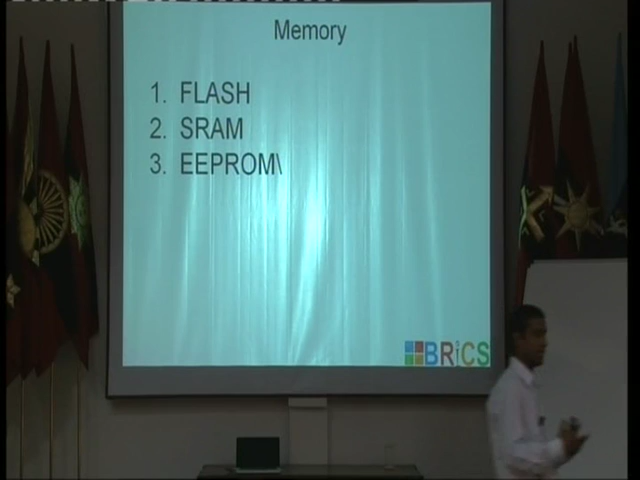 Memory
1. FLASH
2. SRAM
3. EEPROM\
BRiCS